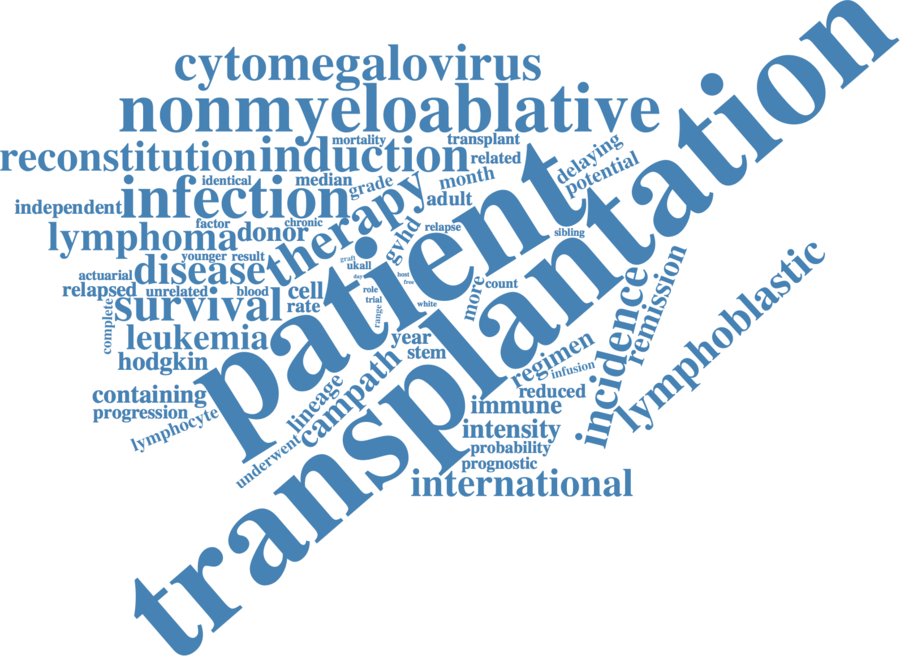 cytomegalovirus
nonmyeloablative
transplantation
patient
mortality
transplant
reconstitution
induction
related
delaying
potential
identical
median
grade
month
adult
independent
infection
therapy
factor
chronic
lymphoma
donor
gvhd
relapse
sibling
younger
result
graft
ukall
actuarial
disease
day
host
free
relapsed
unrelated
blood
cell
role
more
count
incidence
remission
lymphoblastic
complete
survival
rate
trial
range
white
leukemia
year
stem
hodgkin
campath
regimen
infusion
containing
lineage
reduced
progression
immune
lymphocyte
intensity
underwent
probability
prognostic
international